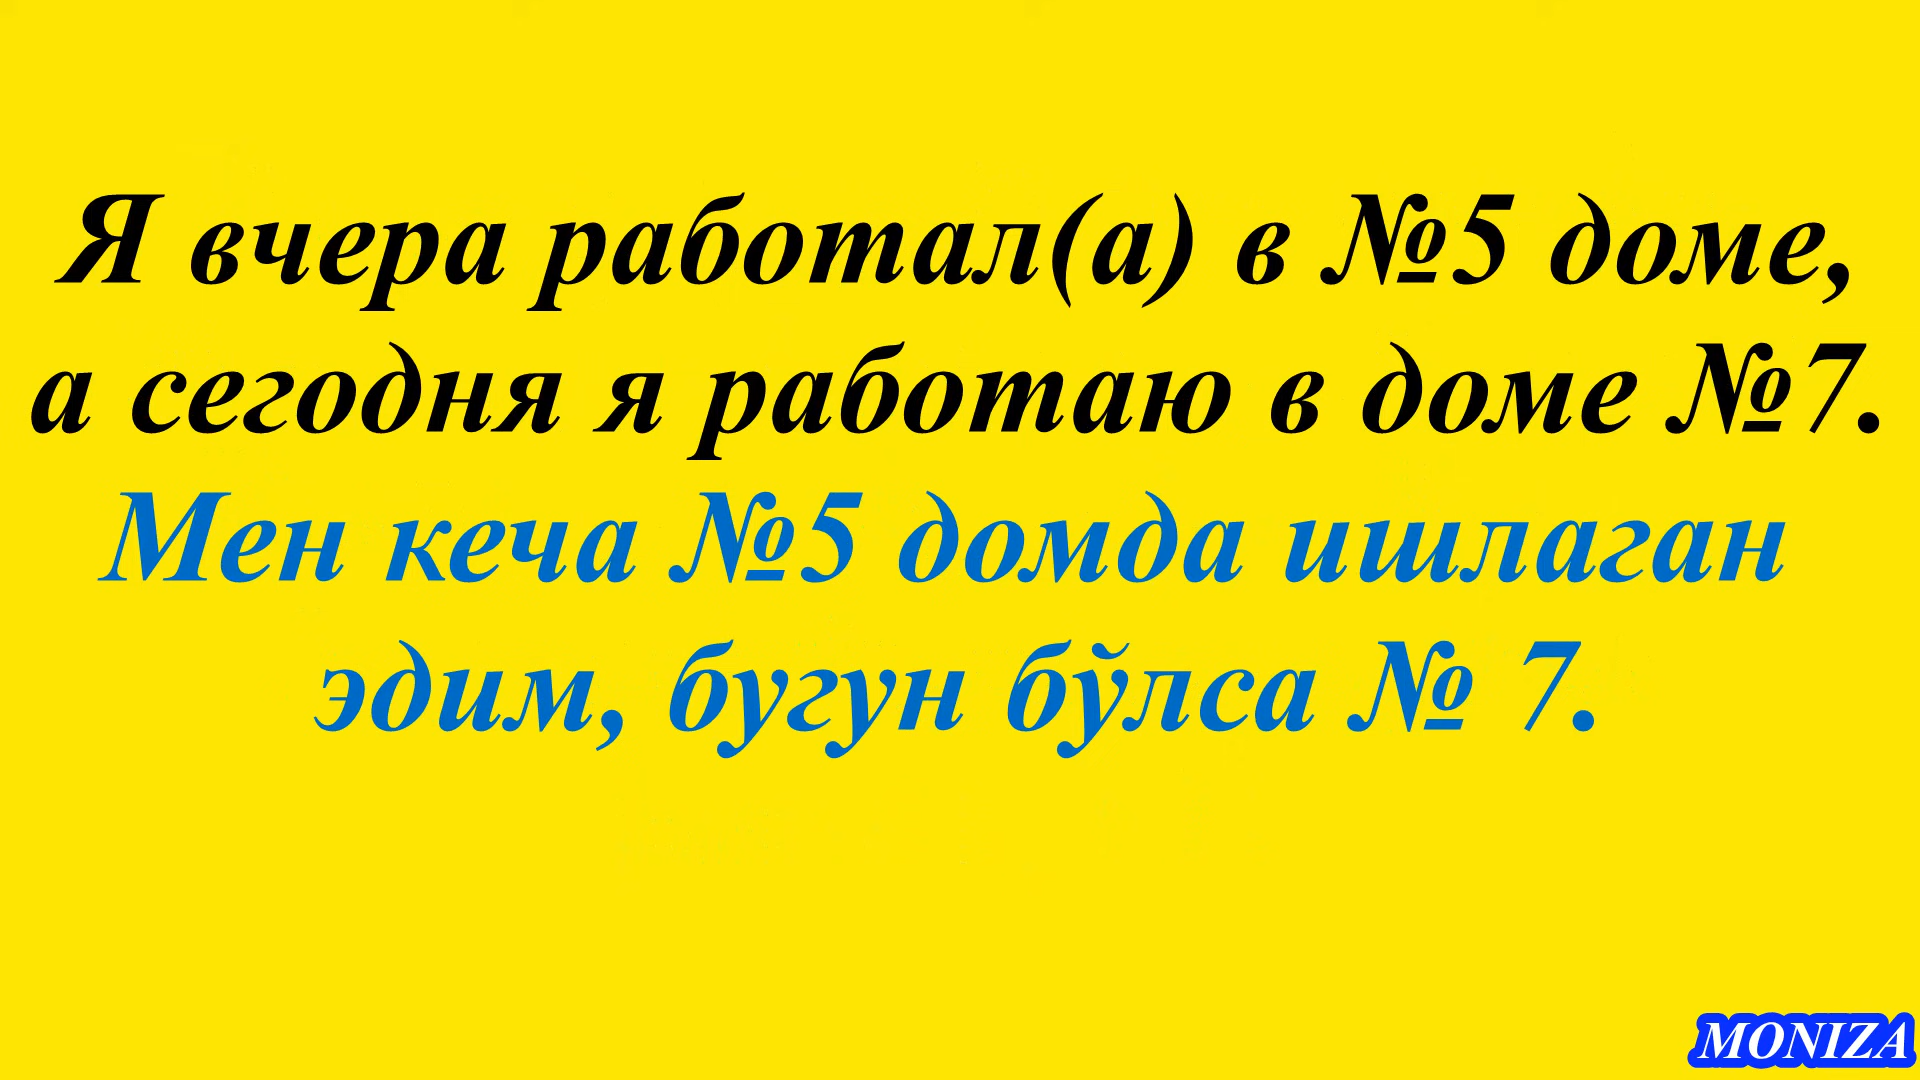 Я вчера работал(а) в №5 доме,
а сегодня я работаю в доме №7.
Мен кеча №5 домда ишлаган
эдим, бугун бўлса № 7.
MONIZA